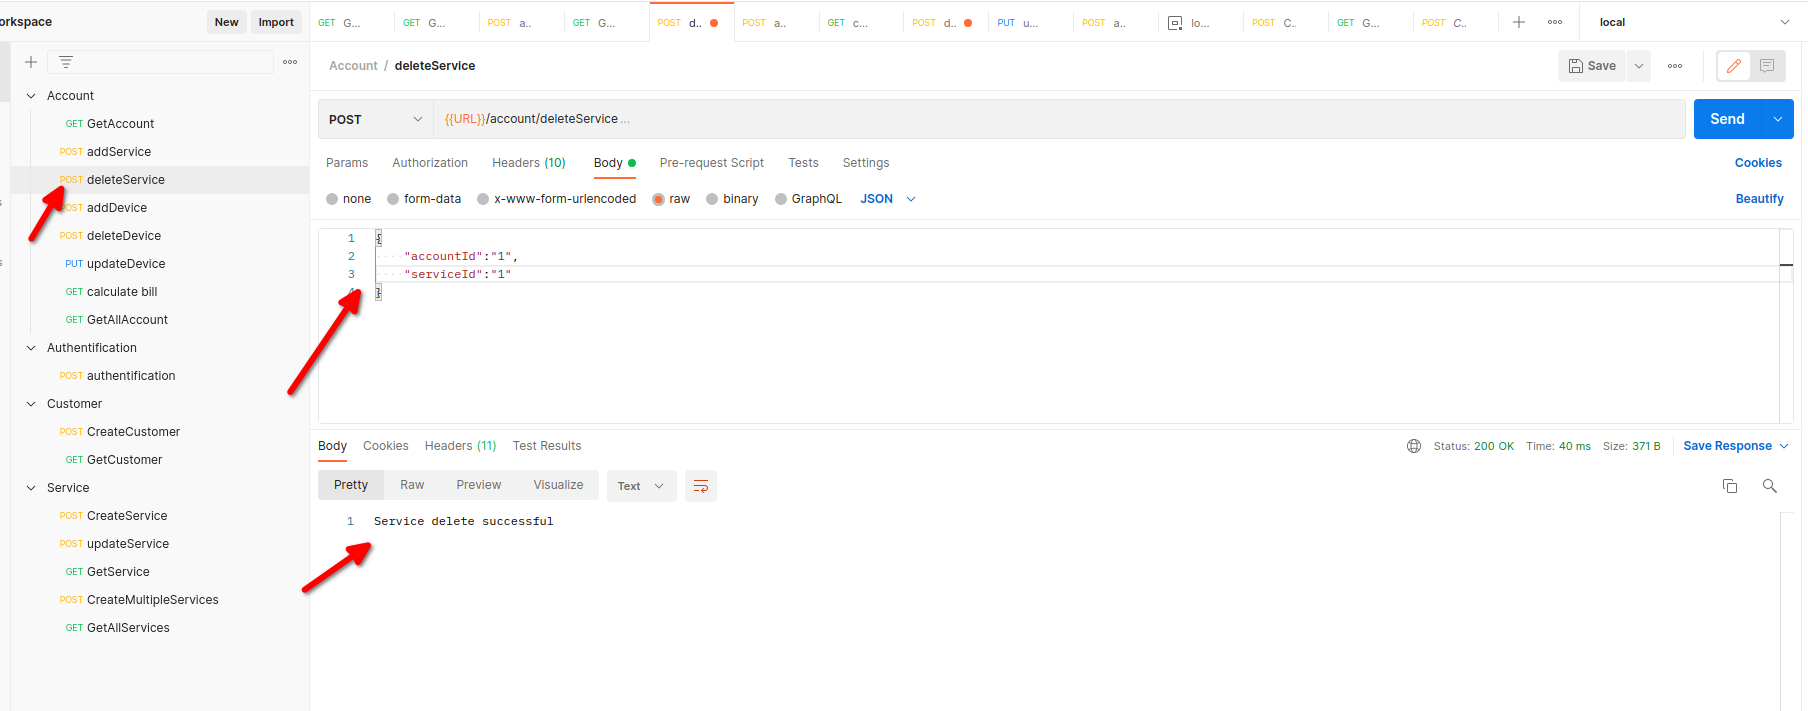 orkspace
New
Import
GET G...
GET G...
POST a..
GET G...
POST d..
POST a..
GET c...
POST d..
PUT u...
POST a..
lo...
POST C..
GET G...
POST C..
local
Account / deleteService
Save
Account
GET GetAccount
POST addService
POST deleteService
POST addDevice
POST deleteDevice
PUT updateDevice
GET calculate bill
GET GetAllAccount
Authentification
POST authentification
Customer
POST CreateCustomer
GET GetCustomer
Service
POST CreateService
POST updateService
GET GetService
POST CreateMultipleServices
GET GetAllServices
POST
{{URL}}/account/deleteService ...
Send
Params Authorization Headers (10) Body Pre-request Script Tests Settings
Cookies
none form-data x-www-form-urlencoded raw binary GraphQL JSON
Beautify
1 {
2 "accountId":"1",
3 "serviceId":"1"
4 }
Body Cookies Headers (11) Test Results
Status: 200 OK Time: 40 ms Size: 371 B Save Response
Pretty Raw Preview Visualize Text
1 Service delete successful